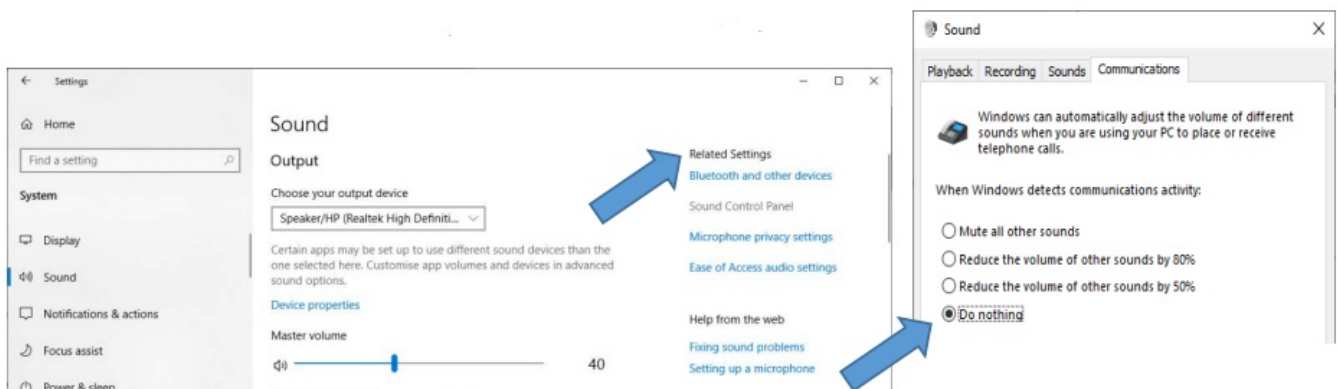 Settings
Home
Find a setting
System
Display
Sound
Notifications & actions
Focus assist
Power & sleep
Sound
Output
Choose your output device
Speaker/HP (Realtek High Definiti...
Certain apps may be set up to use different sound devices than the
one selected here. Customise app volumes and devices in advanced
sound options.
Device properties
Master volume
40
Related Settings
Bluetooth and other devices
Sound Control Panel
Microphone privacy settings
Ease of Access audio settings
Help from the web
Fixing sound problems
Setting up a microphone
Sound
Playback Recording Sounds Communications
Windows can automatically adjust the volume of different
sounds when you are using your PC to place or receive
telephone calls.
When Windows detects communications activity:
Mute all other sounds
Reduce the volume of other sounds by 80%
Reduce the volume of other sounds by 50%
Do nothing